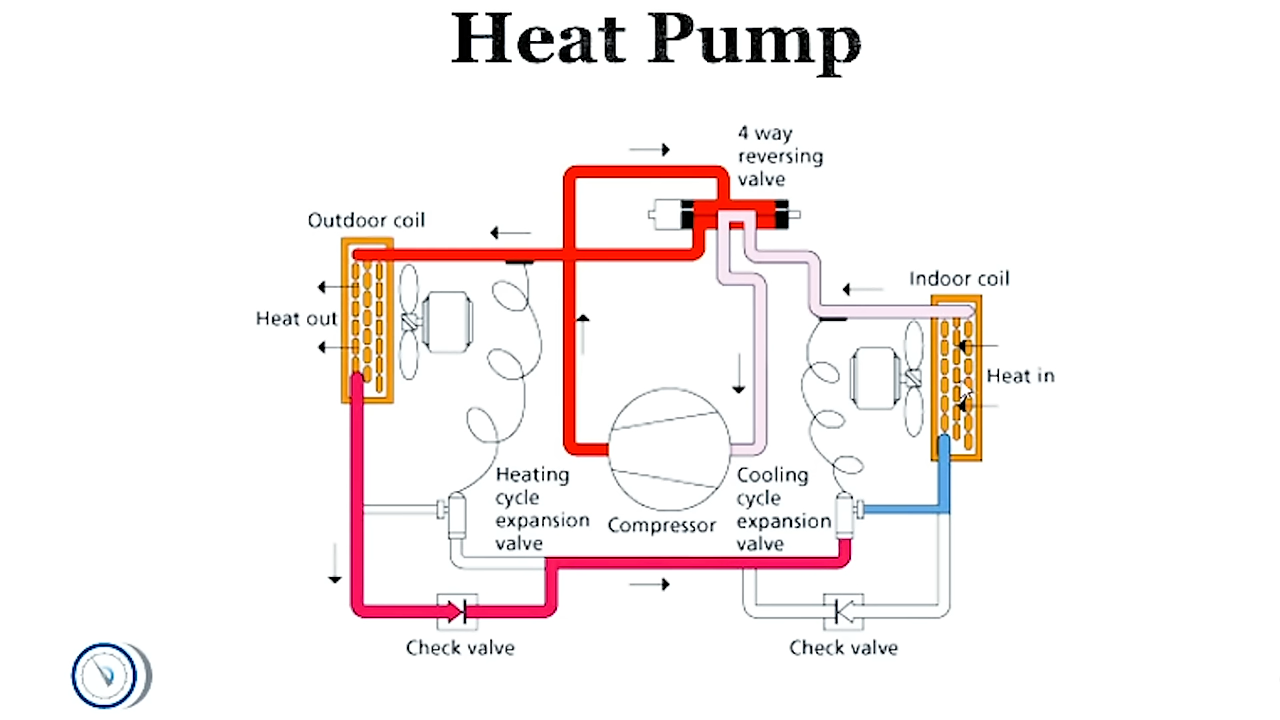 Heat Pump
4 way
reversing
valve
Outdoor coil
Indoor coil
Heat out
Heat in
Heating
cycle
expansion
valve
Compressor
Cooling
cycle
expansion
valve
Check valve
Check valve